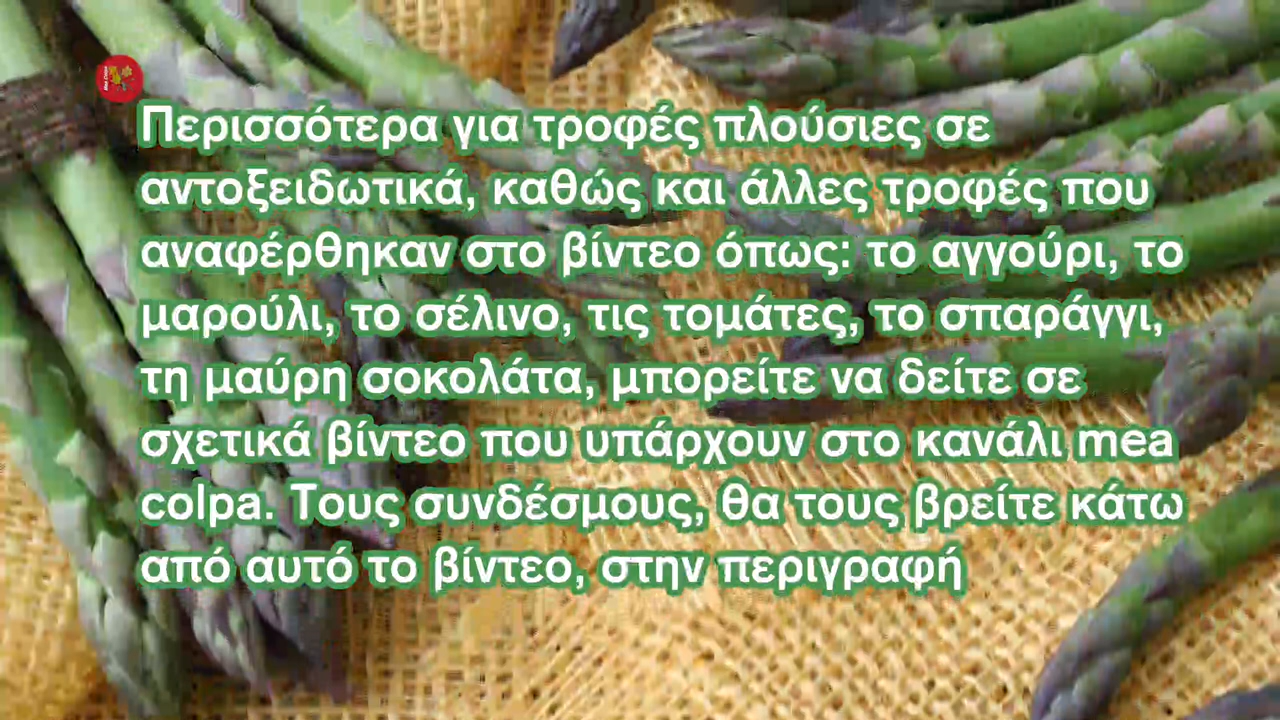 Περισσότερα για τροφές πλούσιες σε
αντοξειδωτικά, καθώς και άλλες τροφές που
αναφέρθηκαν στο βίντεο όπως: το αγγούρι, το
μαρούλι, το σέλινο, τις τομάτες, το σπαράγγι,
τη μαύρη σοκολάτα, μπορείτε να δείτε σε
σχετικά βίντεο που υπάρχουν στο κανάλι mea
colpa. Τους συνδέσμους, θα τους βρείτε κάτω
από αυτό το βίντεο, στην περιγραφή